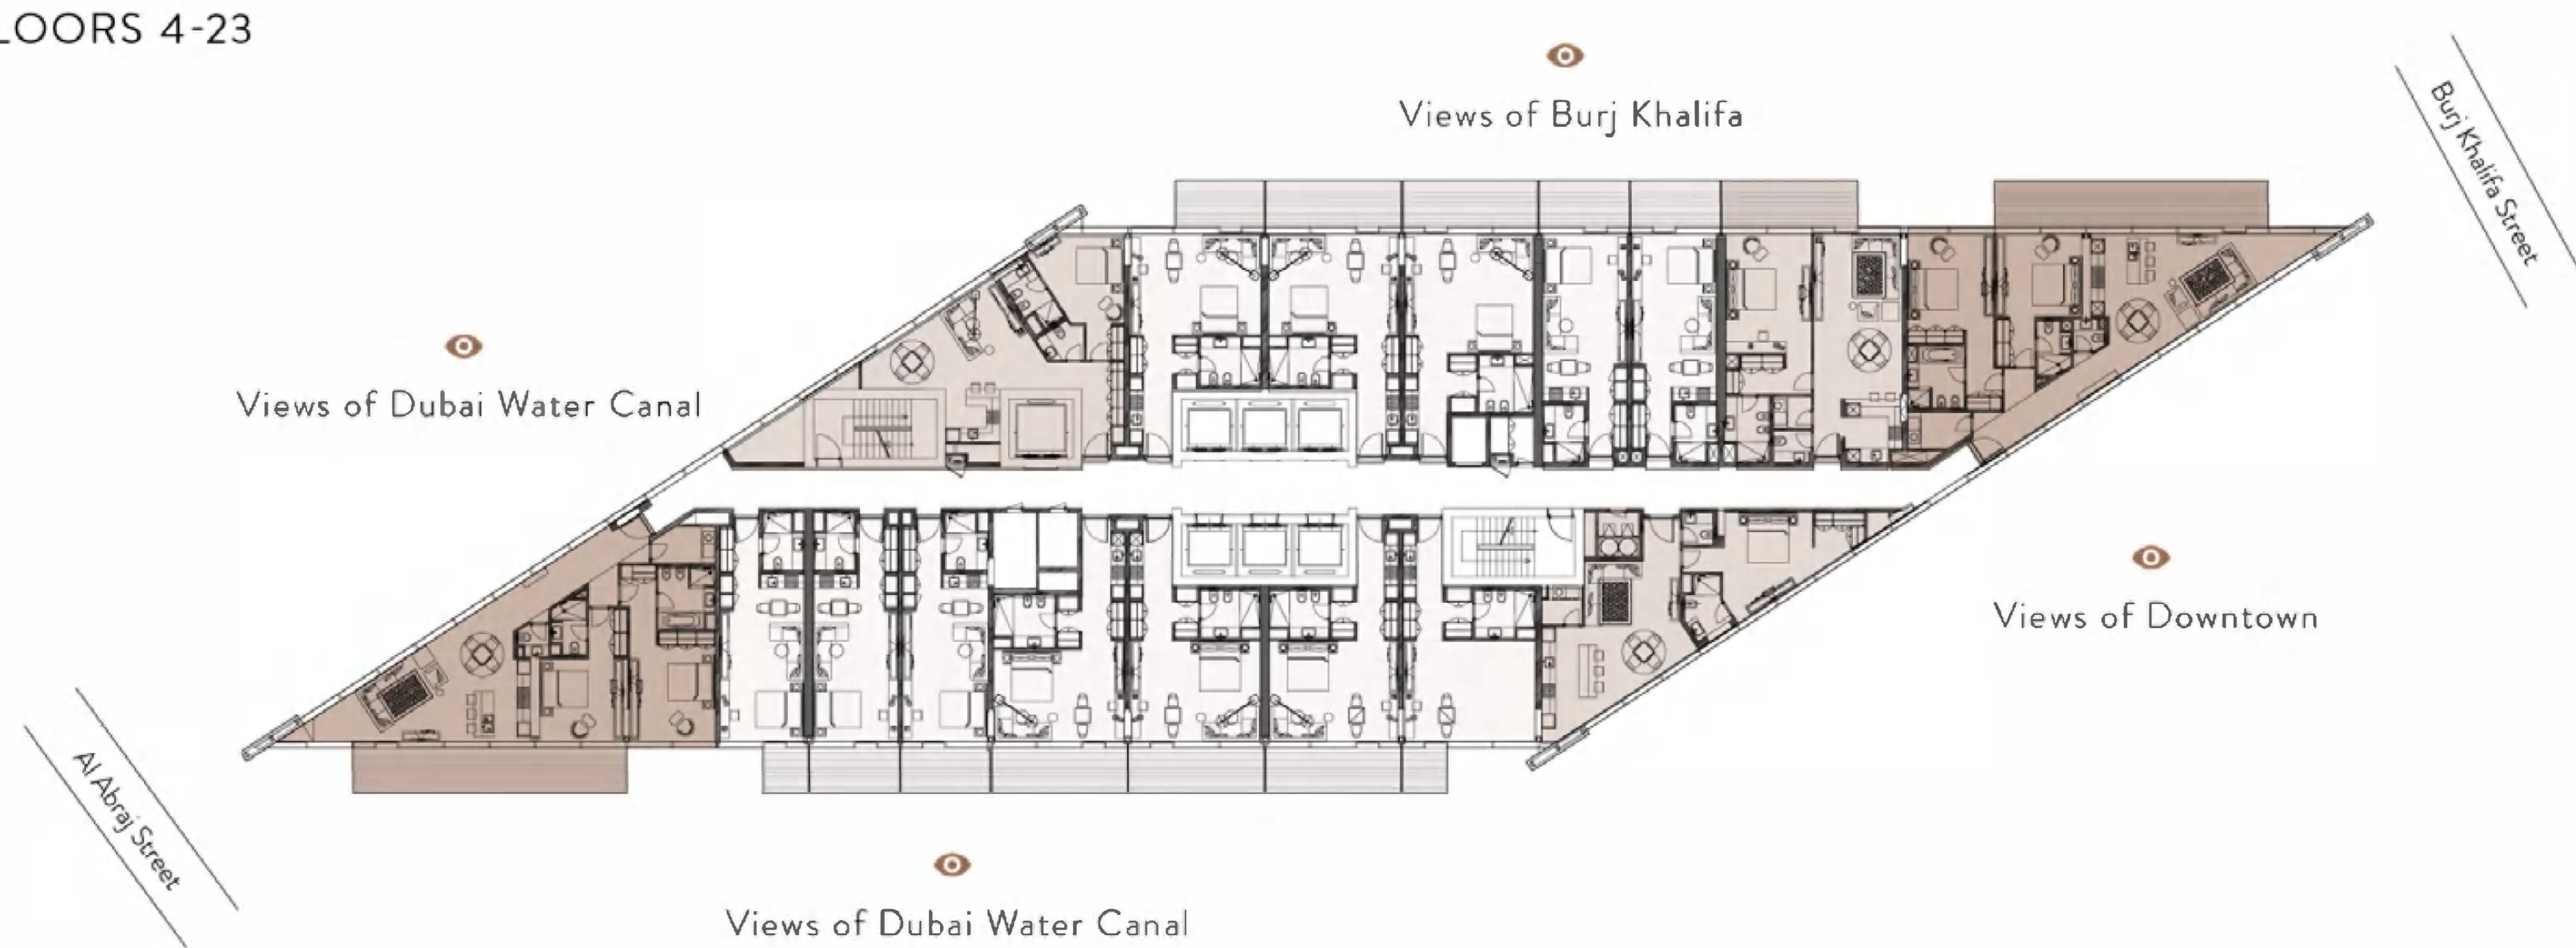 LOORS 4-23
Views of Burj Khalifa
Burj Khalifa Street
Views of Dubai Water Canal
Views of Downtown
Al Abraj Street
Views of Dubai Water Canal